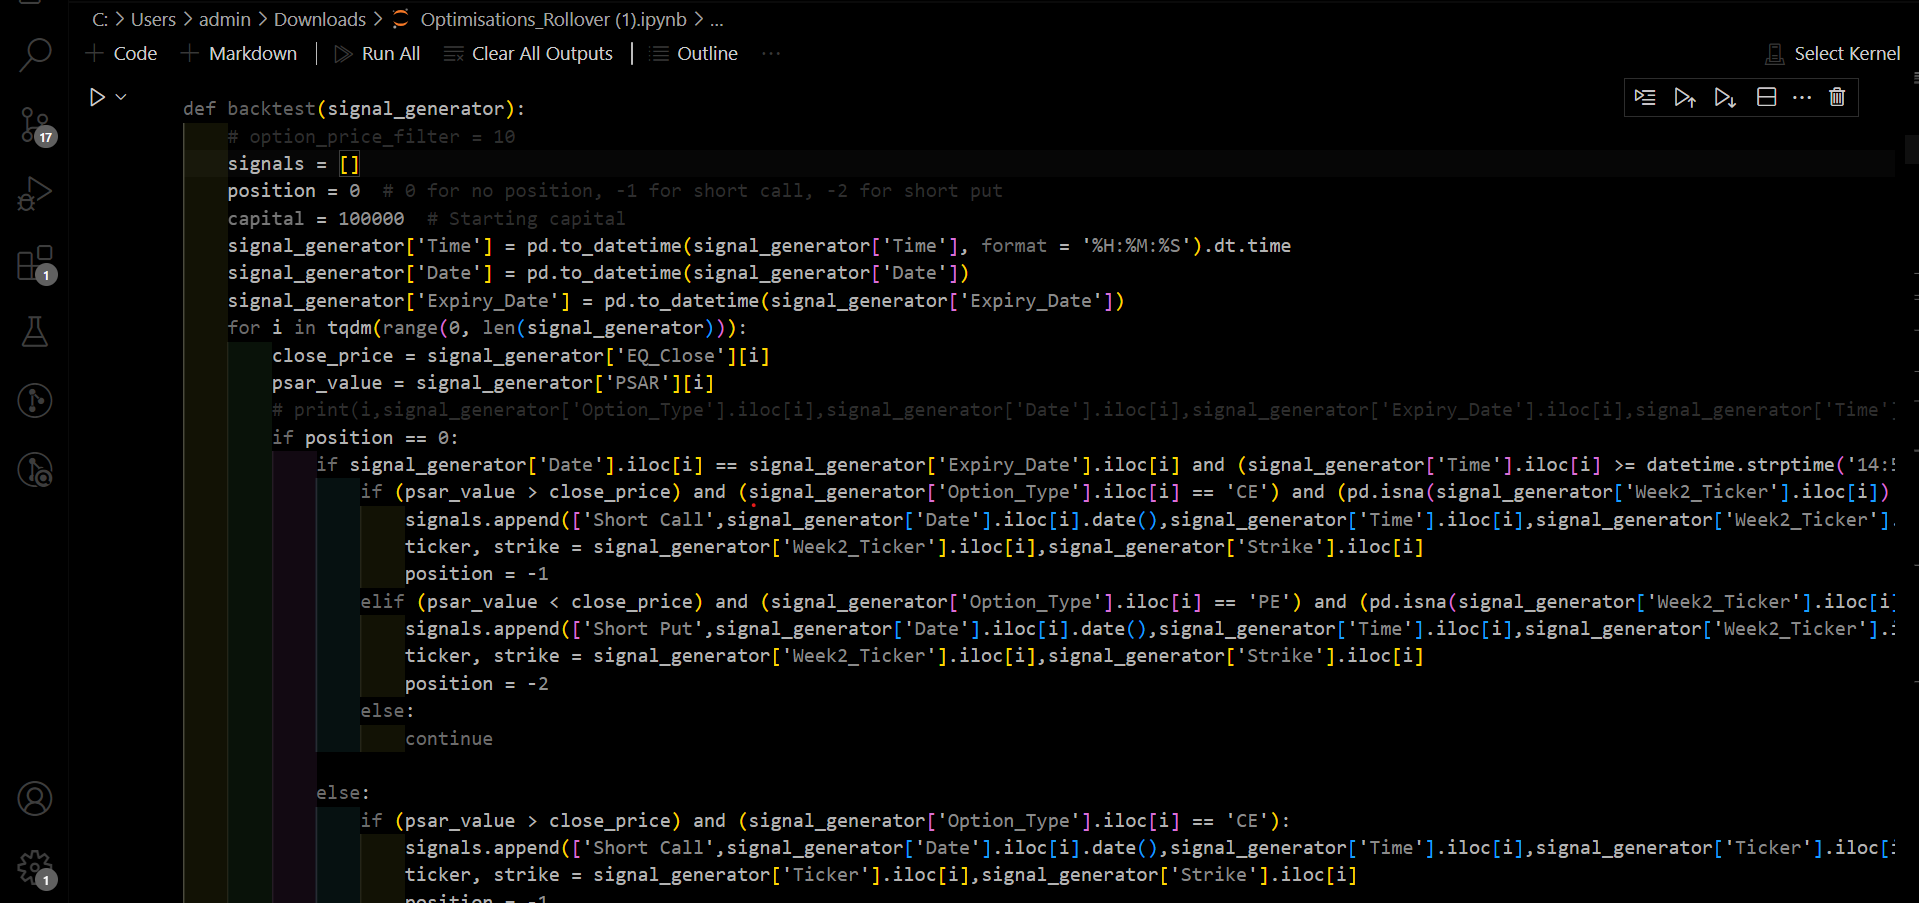 C: > Users > admin > Downloads > Optimisations_Rollover (1).ipynb > ...
+ Code + Markdown | Run All Clear All Outputs | Outline ...
Select Kernel
def backtest(signal_generator):
# option_price_filter = 10
signals = []
position = 0 # 0 for no position, -1 for short call, -2 for short put
capital = 100000 # Starting capital
signal_generator['Time'] = pd.to_datetime(signal_generator['Time'], format = '%H:%M:%S').dt.time
signal_generator['Date'] = pd.to_datetime(signal_generator['Date'])
signal_generator['Expiry_Date'] = pd.to_datetime(signal_generator['Expiry_Date'])
for i in tqdm(range(0, len(signal_generator))):
close_price = signal_generator['EQ_Close'][i]
psar_value = signal_generator['PSAR'][i]
# print(i,signal_generator['Option_Type'].iloc[i],signal_generator['Date'].iloc[i],signal_generator['Expiry_Date'].iloc[i],signal_generator['Time']
if position == 0:
if signal_generator['Date'].iloc[i] == signal_generator['Expiry_Date'].iloc[i] and (signal_generator['Time'].iloc[i] >= datetime.strptime('14:5
if (psar_value > close_price) and (signal_generator['Option_Type'].iloc[i] == 'CE') and (pd.isna(signal_generator['Week2_Ticker'].iloc[i])
signals.append(['Short Call',signal_generator['Date'].iloc[i].date(),signal_generator['Time'].iloc[i],signal_generator['Week2_Ticker'].
ticker, strike = signal_generator['Week2_Ticker'].iloc[i],signal_generator['Strike'].iloc[i]
position = -1
elif (psar_value < close_price) and (signal_generator['Option_Type'].iloc[i] == 'PE') and (pd.isna(signal_generator['Week2_Ticker'].iloc[i]
signals.append(['Short Put',signal_generator['Date'].iloc[i].date(),signal_generator['Time'].iloc[i],signal_generator['Week2_Ticker'].i
ticker, strike = signal_generator['Week2_Ticker'].iloc[i],signal_generator['Strike'].iloc[i]
position = -2
else:
continue
else:
if (psar_value > close_price) and (signal_generator['Option_Type'].iloc[i] == 'CE'):
signals.append(['Short Call',signal_generator['Date'].iloc[i].date(),signal_generator['Time'].iloc[i],signal_generator['Ticker'].iloc[i
ticker, strike = signal_generator['Ticker'].iloc[i],signal_generator['Strike'].iloc[i]
position = -1
17
1
1